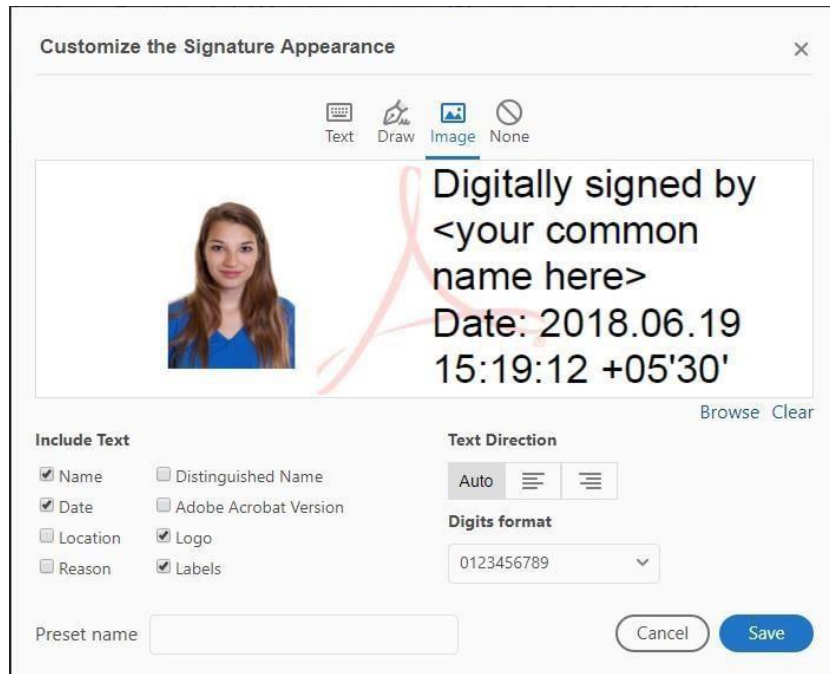 Customize the Signature Appearance
Text Draw Image None
Digitally signed by
<your common
name here>
Date: 2018.06.19
15:19:12 +05'30'
Browse Clear
Include Text
Name Distinguished Name
Date Adobe Acrobat Version
Location Logo
Reason Labels
Text Direction
Auto
Digits format
0123456789
Preset name
Cancel Save